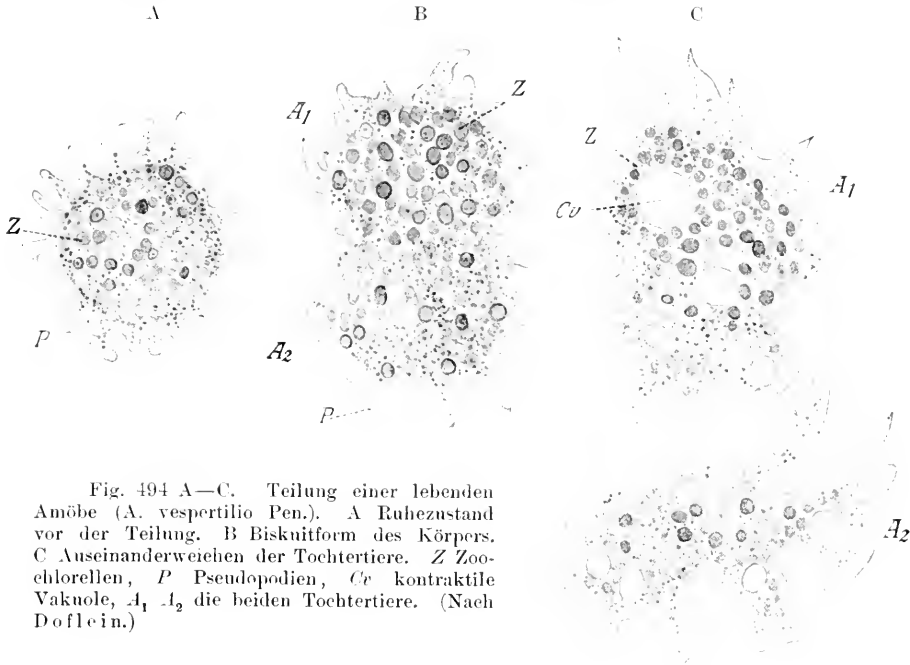 A B C
A1 Z
Z
A1
Cv
Z
P
A2
P
A2
Fig. 494 A—C. Teilung einer lebenden
Amöbe (A. vespertilio Pen.). A Ruhezustand
vor der Teilung. B Biskuitform des Körpers.
C Auseinanderweichen der Tochtertiere. Z Zoo-
chlorellen, P Pseudopodien, Cv kontraktile
Vakuole, A1 A2 die beiden Tochtertiere. (Nach
Doflein.)